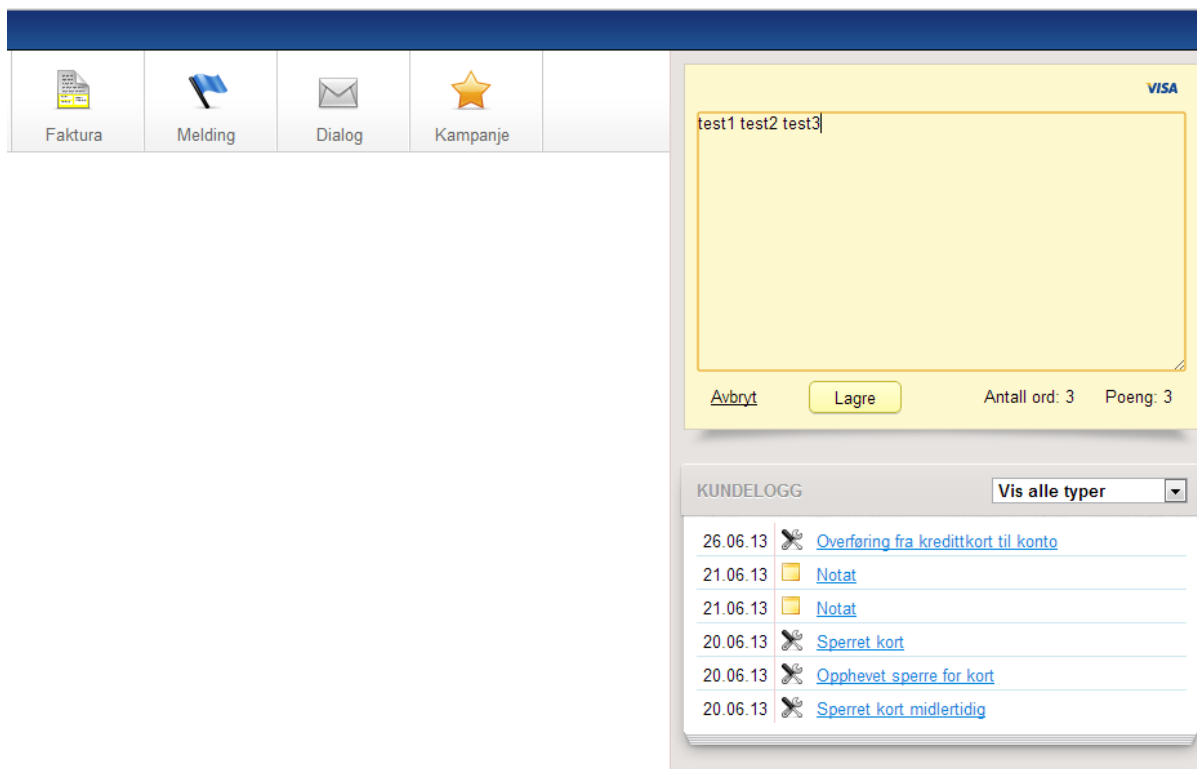 Faktura
Melding
Dialog
Kampanje
VISA
test1 test2 test3
Avbryt
Lagre
Antall ord: 3
Poeng: 3
KUNDELOGG
Vis alle typer
26.06.13 Overføring fra kredittkort til konto
21.06.13 Notat
21.06.13 Notat
20.06.13 Sperret kort
20.06.13 Opphevet sperre for kort
20.06.13 Sperret kort midlertidig